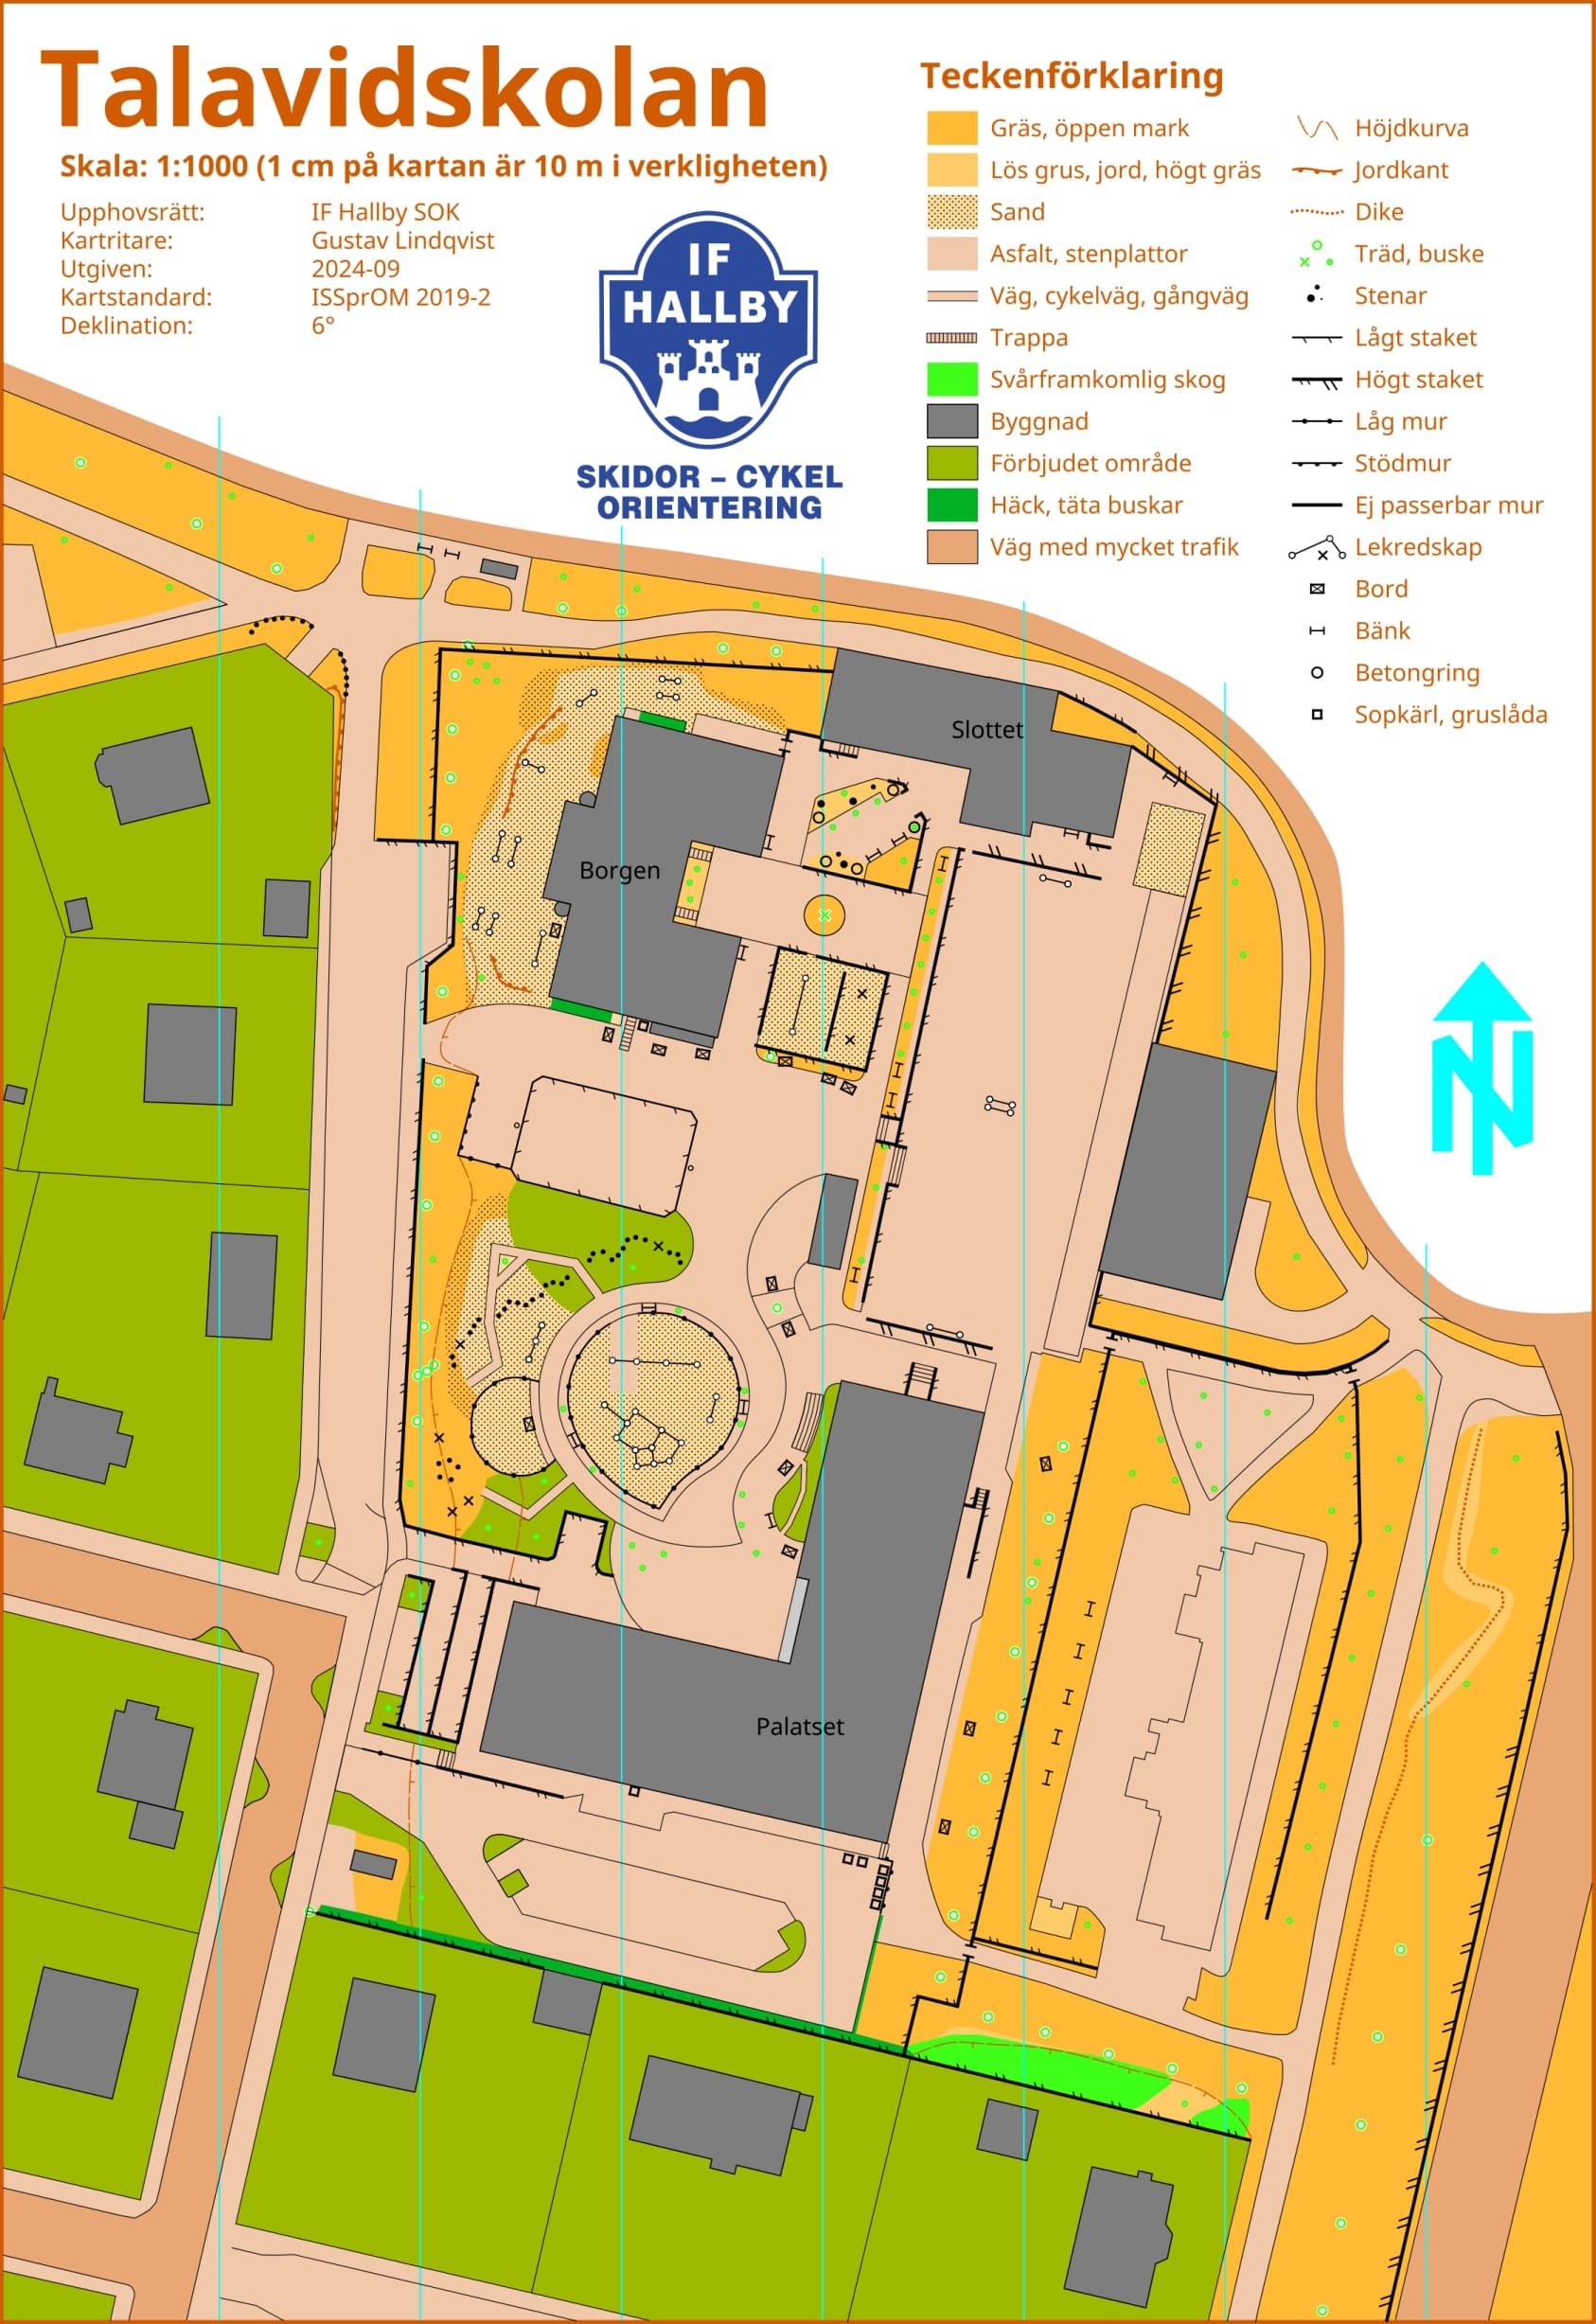 Talavidskolan
Skala: 1:1000 (1 cm på kartan är 10 m i verkligheten)
Upphovsrätt: IF Hallby SOK
Kartritare: Gustav Lindqvist
Utgiven: 2024-09
Kartstandard: ISSprOM 2019-2
Deklination: 6°
IF
HALLBY
SKIDOR – CYKEL
ORIENTERING
Teckenförklaring
Gräs, öppen mark
Lös grus, jord, högt gräs
Sand
Asfalt, stenplattor
Väg, cykelväg, gångväg
Trappa
Svårframkomlig skog
Byggnad
Förbjudet område
Häck, täta buskar
Väg med mycket trafik
Höjdkurva
Jordkant
Dike
Träd, buske
Stenar
Lågt staket
Högt staket
Låg mur
Stödmur
Ej passerbar mur
Lekredskap
Bord
Bänk
Betongring
Sopkärl, gruslåda
Slottet
Borgen
Palatset
N